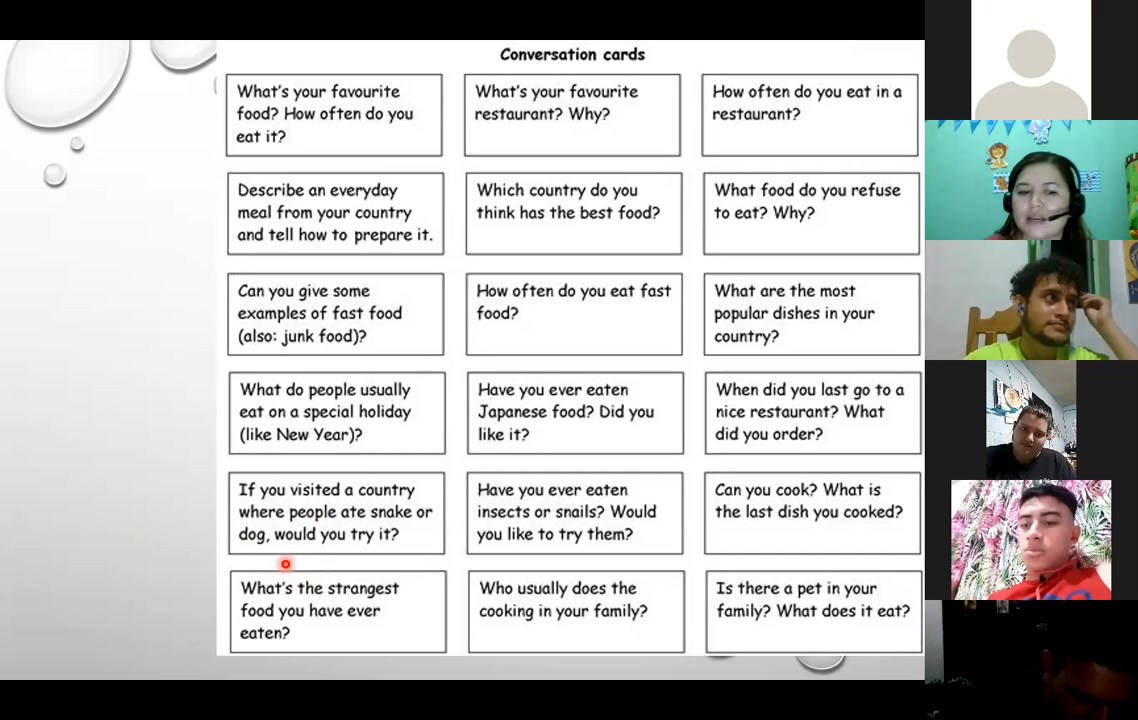 Conversation cards
What's your favourite
food? How often do you
eat it?
What's your favourite
restaurant? Why?
How often do you eat in a
restaurant?
Describe an everyday
meal from your country
and tell how to prepare it.
Which country do you
think has the best food?
What food do you refuse
to eat? Why?
Can you give some
examples of fast food
(also: junk food)?
How often do you eat fast
food?
What are the most
popular dishes in your
country?
What do people usually
eat on a special holiday
(like New Year)?
Have you ever eaten
Japanese food? Did you
like it?
When did you last go to a
nice restaurant? What
did you order?
If you visited a country
where people ate snake or
dog, would you try it?
Have you ever eaten
insects or snails? Would
you like to try them?
Can you cook? What is
the last dish you cooked?
What's the strangest
food you have ever
eaten?
Who usually does the
cooking in your family?
Is there a pet in your
family? What does it eat?